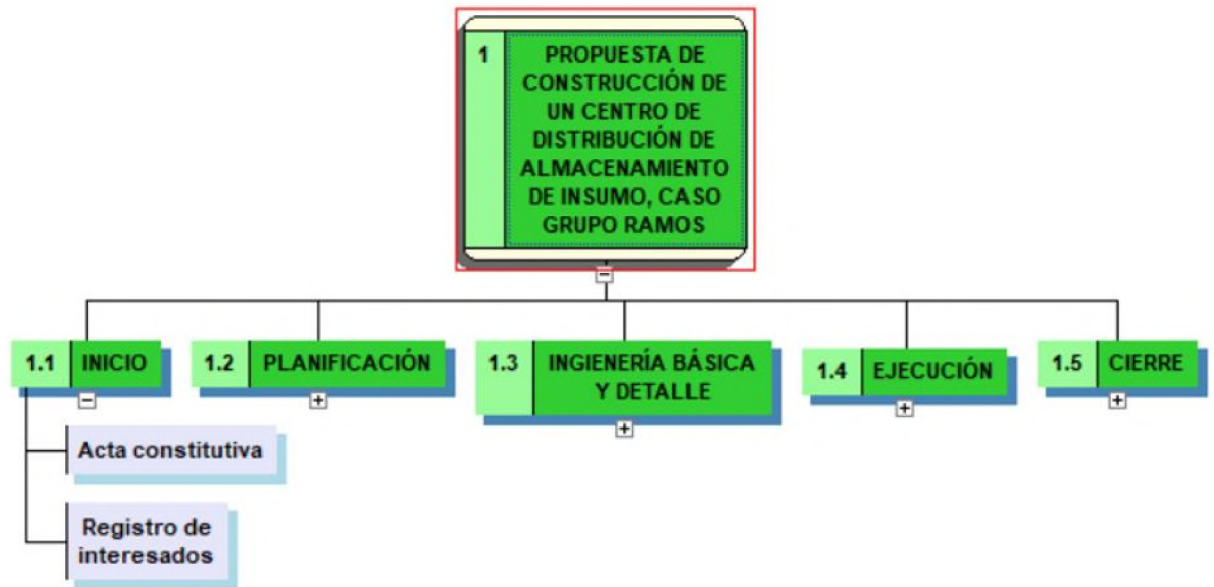 1
PROPUESTA DE
CONSTRUCCIÓN DE
UN CENTRO DE
DISTRIBUCIÓN DE
ALMACENAMIENTO
DE INSUMO, CASO
GRUPO RAMOS
1.1 INICIO
1.2 PLANIFICACIÓN
1.3 INGIENERÍA BÁSICA
Y DETALLE
1.4 EJECUCIÓN
1.5 CIERRE
Acta constitutiva
Registro de
interesados